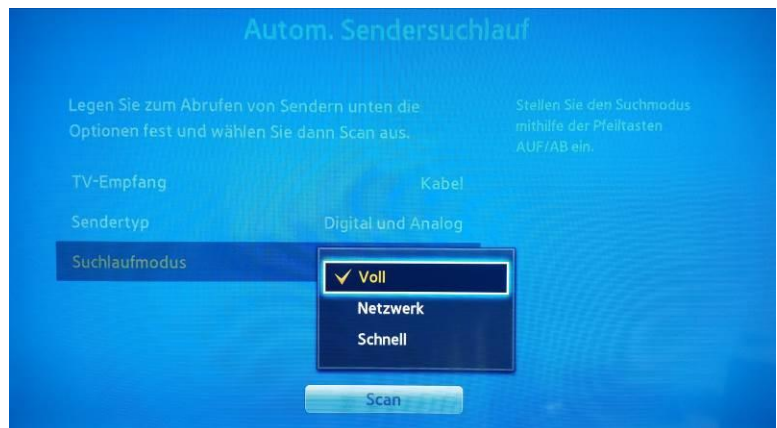 Autom. Sendersuchlauf
Legen Sie zum Abrufen von Sendern unten die
Optionen fest und wählen Sie dann Scan aus.
Stellen Sie den Suchmodus
mithilfe der Pfeiltasten
AUF/AB ein.
TV-Empfang Kabel
Sendertyp Digital und Analog
Suchlaufmodus
Voll
Netzwerk
Schnell
Scan